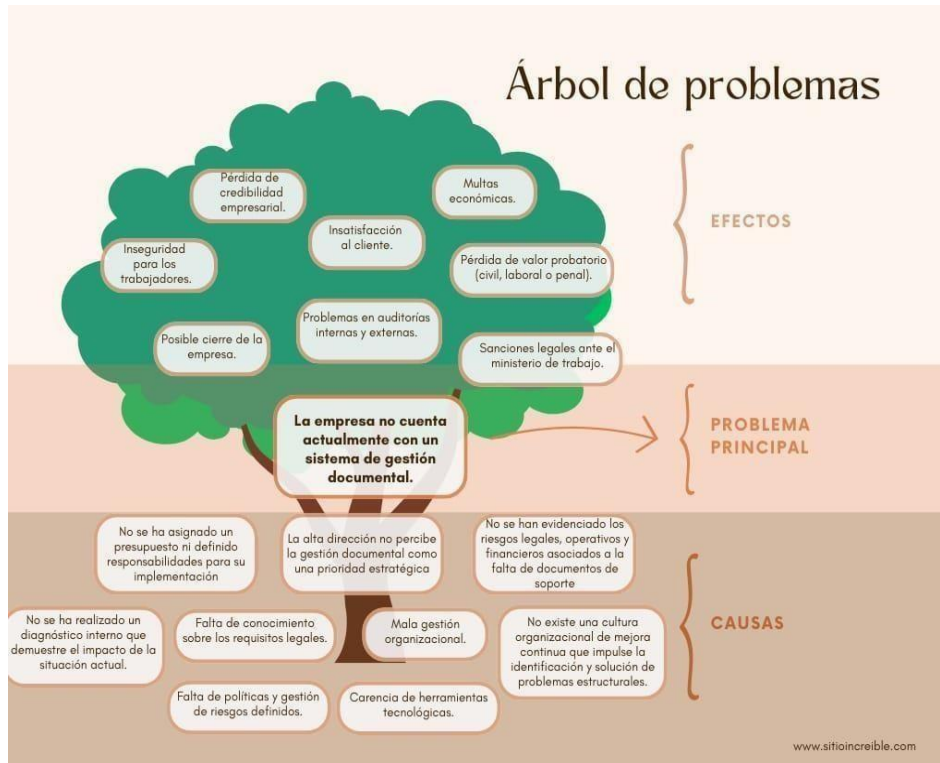 Árbol de problemas
Pérdida de
credibilidad
empresarial.
Multas
económicas.
Insatisfacción
al cliente.
Inseguridad
para los
trabajadores.
Pérdida de valor probatorio
(civil, laboral o penal).
Problemas en auditorías
internas y externas.
Posible cierre de la
empresa.
Sanciones legales ante el
ministerio de trabajo.
EFECTOS
La empresa no cuenta
actualmente con un
sistema de gestión
documental.
PROBLEMA
PRINCIPAL
No se ha asignado un
presupuesto ni definido
responsabilidades para su
implementación
La alta dirección no percibe
la gestión documental como
una prioridad estratégica
No se han evidenciado los
riesgos legales, operativos y
financieros asociados a la
falta de documentos de
soporte
No se ha realizado un
diagnóstico interno que
demuestre el impacto de la
situación actual.
Falta de conocimiento
sobre los requisitos legales.
Mala gestión
organizacional.
No existe una cultura
organizacional de mejora
continua que impulse la
identificación y solución de
problemas estructurales.
CAUSAS
Falta de políticas y gestión
de riesgos definidos.
Carencia de herramientas
tecnológicas.
www.sitioincreible.com